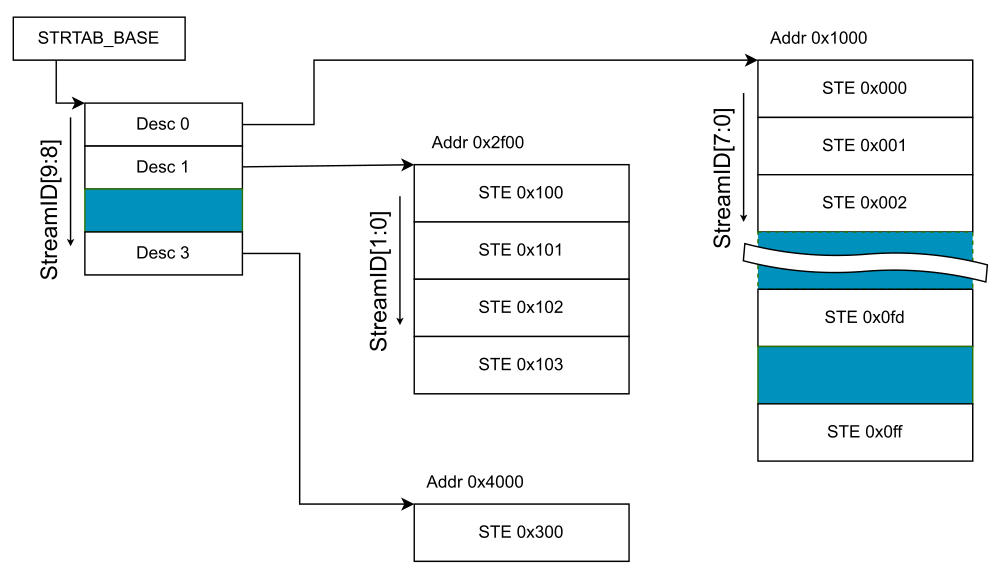 STRTAB_BASE
Addr 0x1000
STE 0x000
Desc 0
StreamID[9:8]
Desc 1
Desc 3
Addr 0x2f00
STE 0x100
StreamID[1:0]
STE 0x101
STE 0x102
STE 0x103
StreamID[7:0]
STE 0x001
STE 0x002
STE 0x0fd
STE 0x0ff
Addr 0x4000
STE 0x300